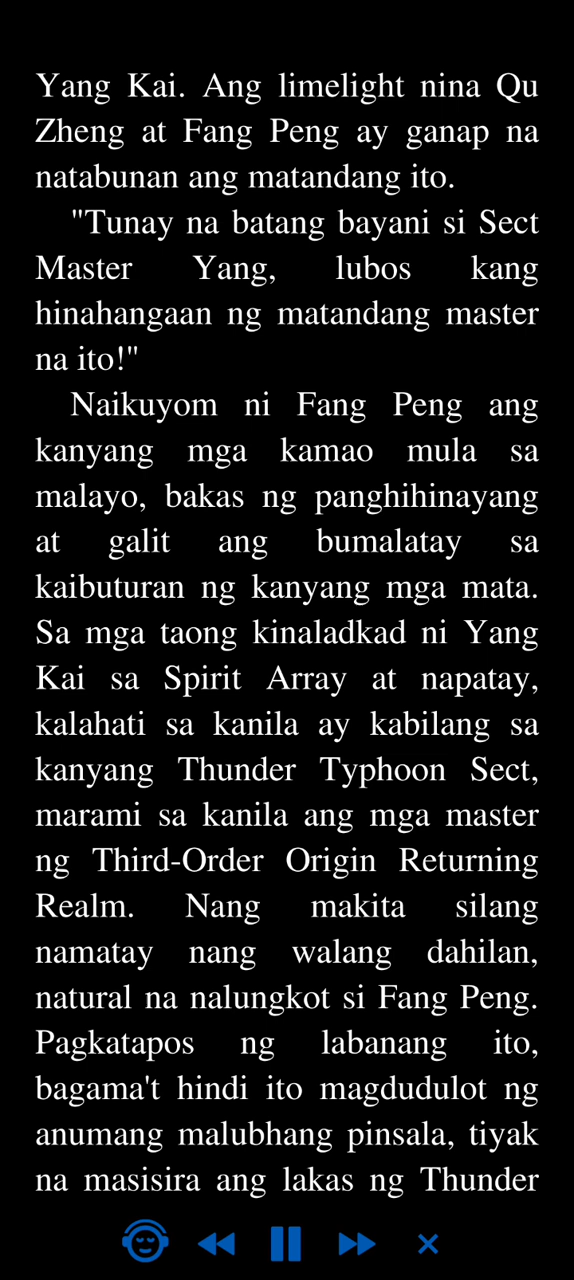 Yang Kai. Ang limelight nina Qu
Zheng at Fang Peng ay ganap na
natabunan ang matandang ito.
"Tunay na batang bayani si Sect
Master Yang, lubos kang
hinahangaan ng matandang master
na ito!"
Naikuyom ni Fang Peng ang
kanyang mga kamao mula sa
malayo, bakas ng panghihinayang
at galit ang bumalatay sa
kaibuturan ng kanyang mga mata.
Sa mga taong kinaladkad ni Yang
Kai sa Spirit Array at napatay,
kalahati sa kanila ay kabilang sa
kanyang Thunder Typhoon Sect,
marami sa kanila ang mga master
ng Third-Order Origin Returning
Realm. Nang makita silang
namatay nang walang dahilan,
natural na nalungkot si Fang Peng.
Pagkatapos ng labanang ito,
bagama't hindi ito magdudulot ng
anumang malubhang pinsala, tiyak
na masisira ang lakas ng Thunder